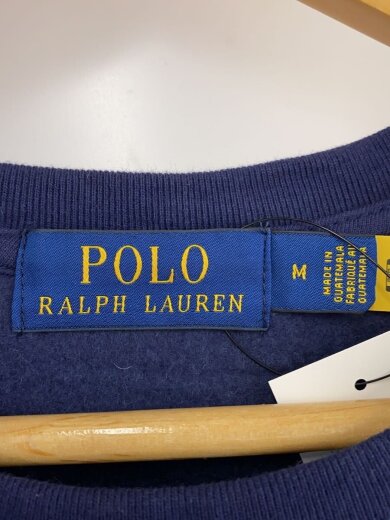 POLO
RALPH LAUREN
M
MADE IN
GUATEMALA
FABRIQUÉ AU
GUATEMALA